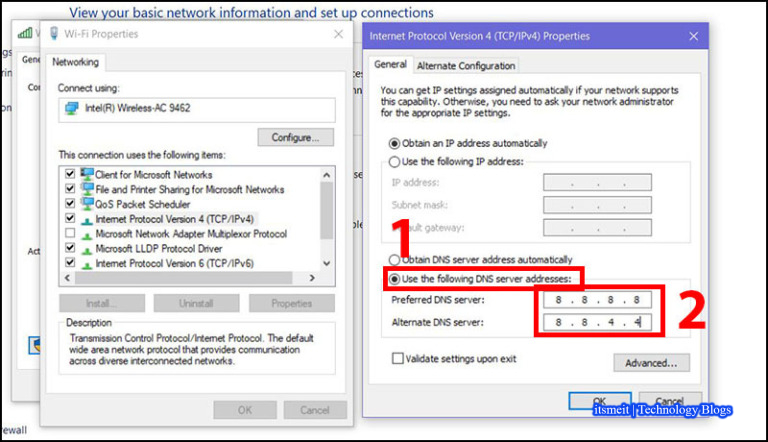 View your basic network information and set up connections
Wi-Fi Properties
Networking
Connect using:
Intel(R) Wireless-AC 9462
Configure...
This connection uses the following items:
Client for Microsoft Networks
File and Printer Sharing for Microsoft Networks
QoS Packet Scheduler
Internet Protocol Version 4 (TCP/IPv4)
Microsoft Network Adapter Multiplexor Protocol
Microsoft LLDP Protocol Driver
Internet Protocol Version 6 (TCP/IPv6)
Install...
Uninstall
Properties
Description
Transmission Control Protocol/Internet Protocol. The default
wide area network protocol that provides communication
across diverse interconnected networks.
OK
Cancel
Internet Protocol Version 4 (TCP/IPv4) Properties
General
Alternate Configuration
You can get IP settings assigned automatically if your network supports
this capability. Otherwise, you need to ask your network administrator
for the appropriate IP settings.
Obtain an IP address automatically
Use the following IP address:
IP address:
Subnet mask:
gateway:
1
Obtain DNS server address automatically
Use the following DNS server addresses:
Preferred DNS server:
8 . 8 . 8 . 8
Alternate DNS server:
8 . 8 . 4 . 4
2
Validate settings upon exit
Advanced...
OK
Cancel
itsmeit | Technology Blogs